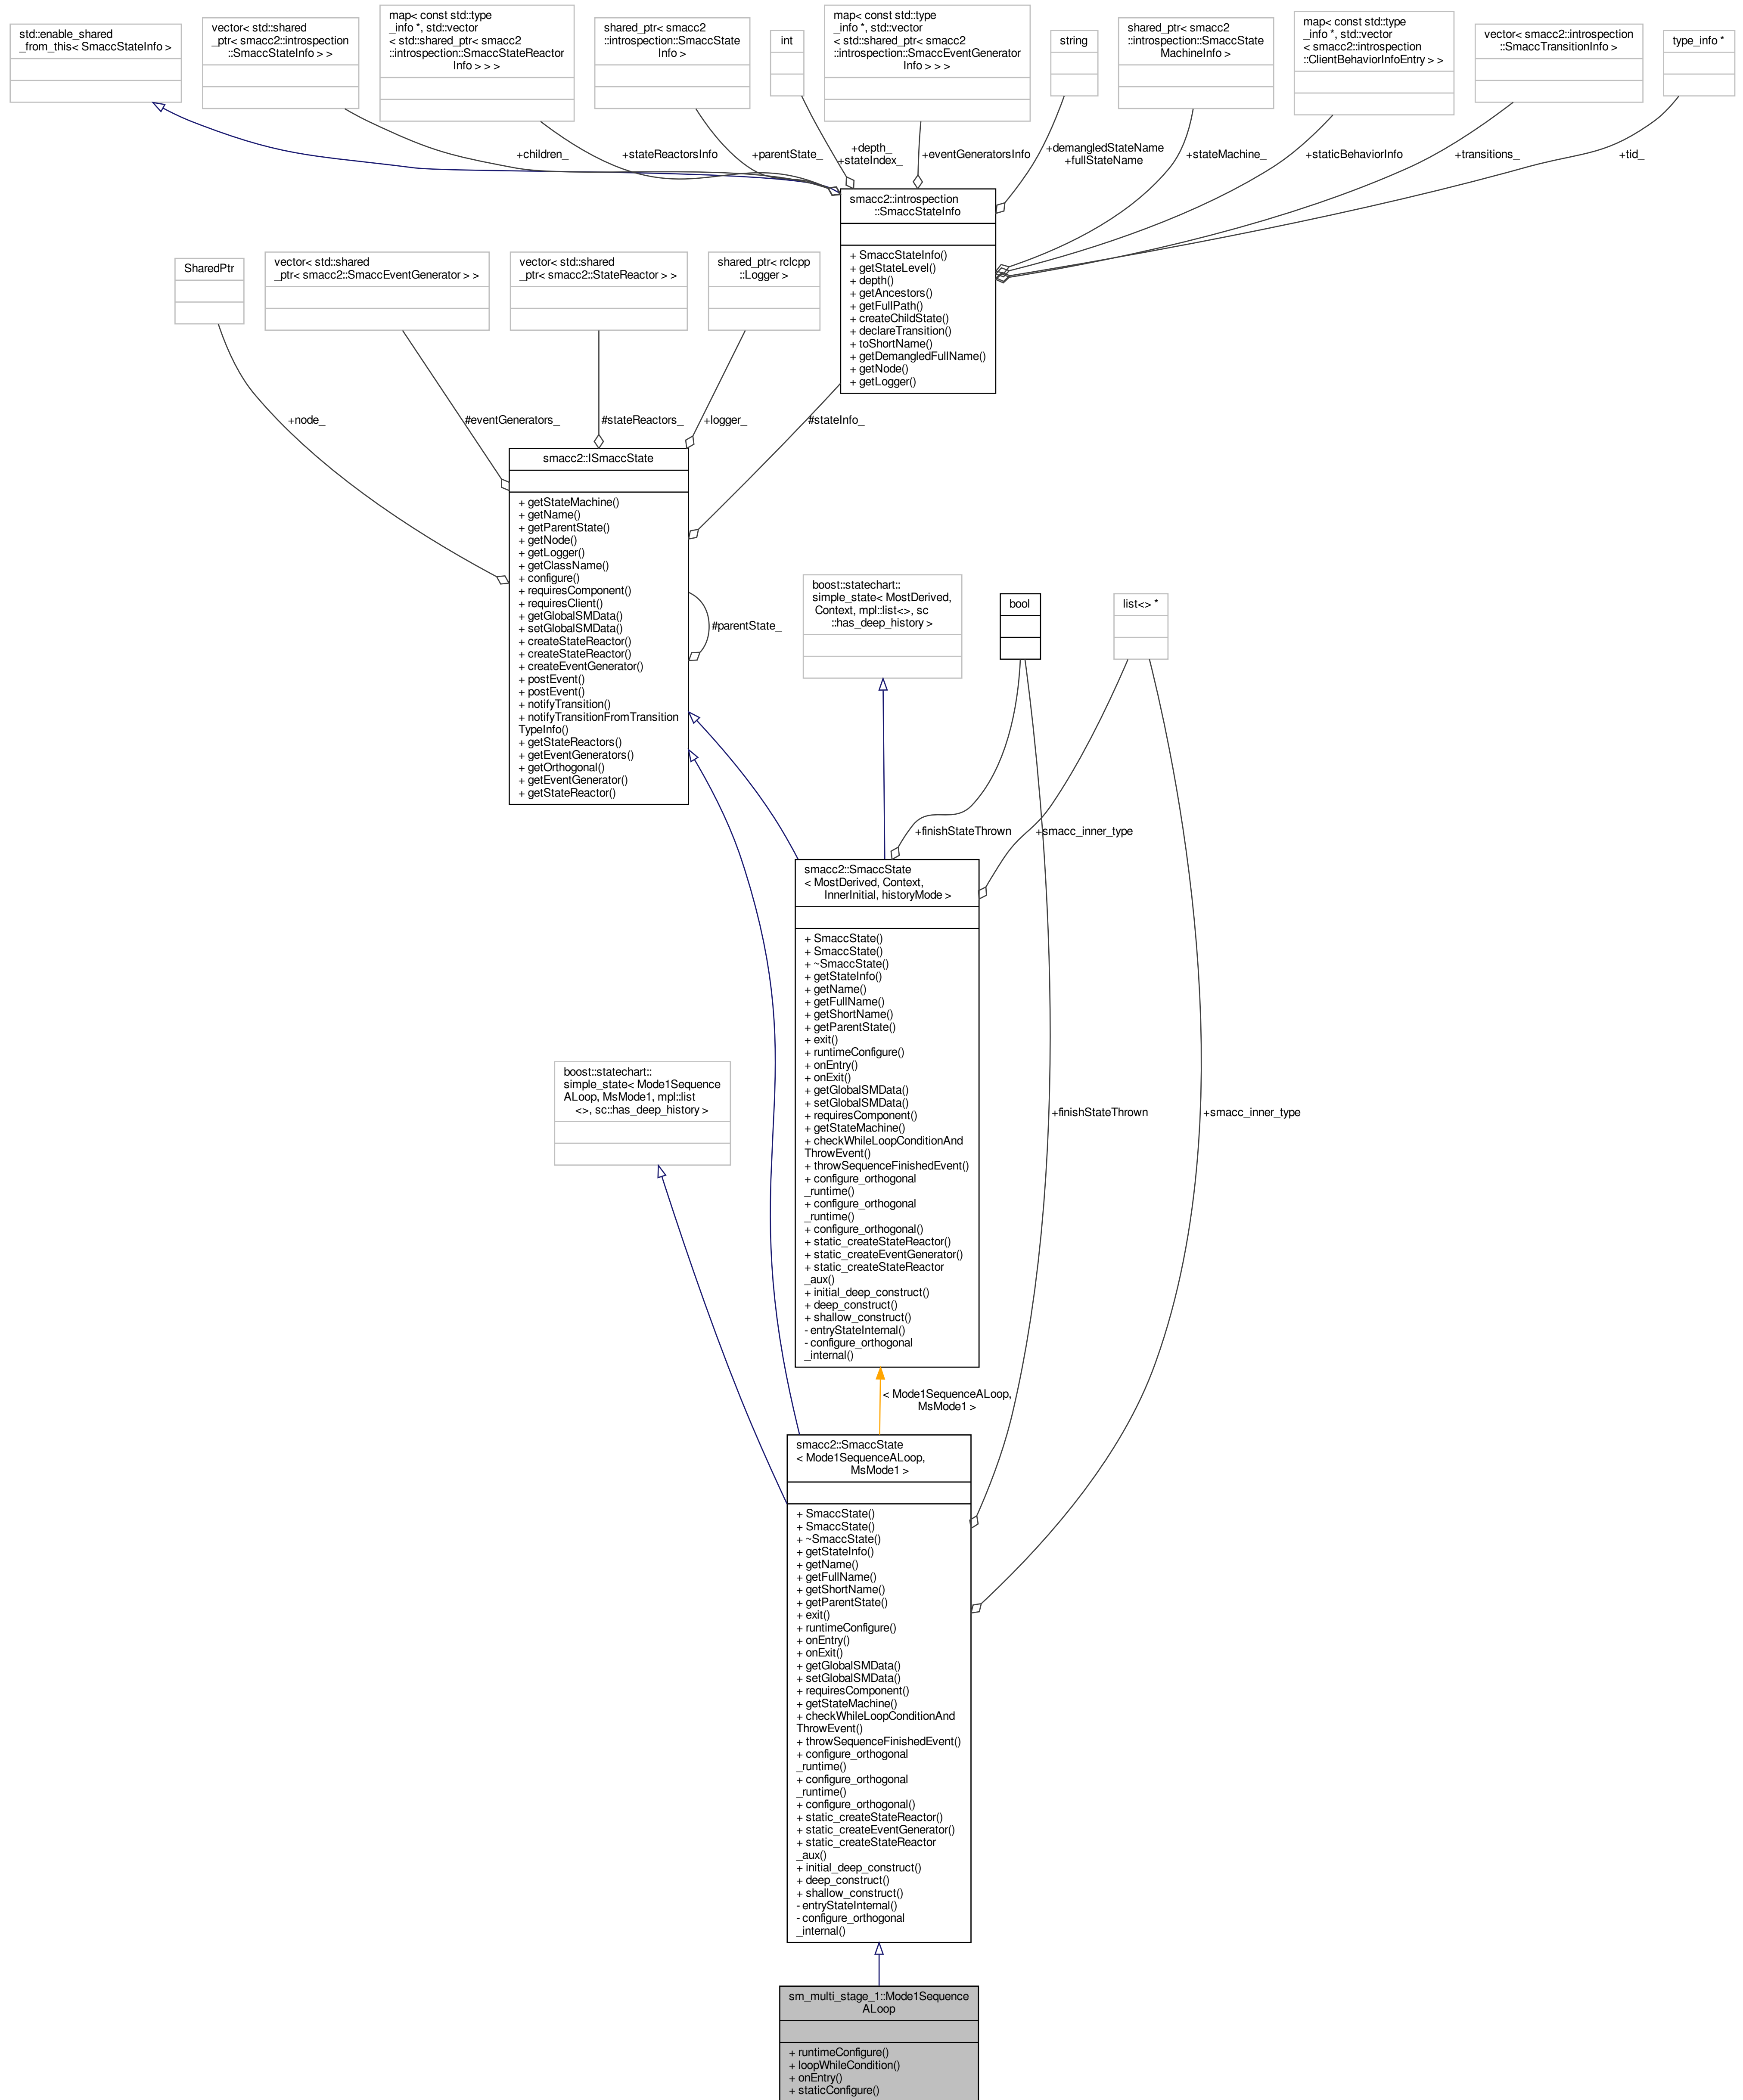 std::enable_shared
_from_this< SmaccStateInfo >
vector< std::shared
_ptr< smacc2::introspection
::SmaccStateInfo > >
map< const std::type
_info *, std::vector
< std::shared_ptr< smacc2
::introspection::SmaccStateReactor
Info > > >
shared_ptr< smacc2
::introspection::SmaccState
Info >
int
map< const std::type
_info *, std::vector
< std::shared_ptr< smacc2
::introspection::SmaccEventGenerator
Info > > >
string
shared_ptr< smacc2
::introspection::SmaccState
MachineInfo >
map< const std::type
_info *, std::vector
< smacc2::introspection
::ClientBehaviorInfoEntry > >
vector< smacc2::introspection
::SmaccTransitionInfo >
type_info *
+children_
+stateReactorsInfo
+parentState_
+depth_
+stateIndex_
+eventGeneratorsInfo
+demangledStateName
+fullStateName
+stateMachine_
+staticBehaviorInfo
+transitions_
+tid_
smacc2::introspection
::SmaccStateInfo
+ SmaccStateInfo()
+ getStateLevel()
+ depth()
+ getAncestors()
+ getFullPath()
+ createChildState()
+ declareTransition()
+ toShortName()
+ getDemangledFullName()
+ getNode()
+ getLogger()
SharedPtr
vector< std::shared
_ptr< smacc2::SmaccEventGenerator > >
vector< std::shared
_ptr< smacc2::StateReactor > >
shared_ptr< rclcpp
::Logger >
+node_
#eventGenerators_
#stateReactors_
+logger_
#stateInfo_
smacc2::ISmaccState
+ getStateMachine()
+ getName()
+ getParentState()
+ getNode()
+ getLogger()
+ getClassName()
+ configure()
+ requiresComponent()
+ requiresClient()
+ getGlobalSMData()
+ setGlobalSMData()
+ createStateReactor()
+ createStateReactor()
+ createEventGenerator()
+ postEvent()
+ postEvent()
+ notifyTransition()
+ notifyTransitionFromTransition
TypeInfo()
+ getStateReactors()
+ getEventGenerators()
+ getOrthogonal()
+ getEventGenerator()
+ getStateReactor()
#parentState_
boost::statechart::
simple_state< MostDerived,
Context, mpl::list<>, sc
::has_deep_history >
bool
list<> *
+finishStateThrown
+smacc_inner_type
smacc2::SmaccState
< MostDerived, Context,
InnerInitial, historyMode >
+ SmaccState()
+ SmaccState()
+ ~SmaccState()
+ getStateInfo()
+ getName()
+ getFullName()
+ getShortName()
+ getParentState()
+ exit()
+ runtimeConfigure()
+ onEntry()
+ onExit()
+ getGlobalSMData()
+ setGlobalSMData()
+ requiresComponent()
+ getStateMachine()
+ checkWhileLoopConditionAnd
ThrowEvent()
+ throwSequenceFinishedEvent()
+ configure_orthogonal
_runtime()
+ configure_orthogonal
_runtime()
+ configure_orthogonal()
+ static_createStateReactor()
+ static_createEventGenerator()
+ static_createStateReactor
_aux()
+ initial_deep_construct()
+ deep_construct()
+ shallow_construct()
- entryStateInternal()
- configure_orthogonal
_internal()
boost::statechart::
simple_state< Mode1Sequence
ALoop, MsMode1, mpl::list
<>, sc::has_deep_history >
+finishStateThrown
+smacc_inner_type
< Mode1SequenceALoop,
MsMode1 >
smacc2::SmaccState
< Mode1SequenceALoop,
MsMode1 >
+ SmaccState()
+ SmaccState()
+ ~SmaccState()
+ getStateInfo()
+ getName()
+ getFullName()
+ getShortName()
+ getParentState()
+ exit()
+ runtimeConfigure()
+ onEntry()
+ onExit()
+ getGlobalSMData()
+ setGlobalSMData()
+ requiresComponent()
+ getStateMachine()
+ checkWhileLoopConditionAnd
ThrowEvent()
+ throwSequenceFinishedEvent()
+ configure_orthogonal
_runtime()
+ configure_orthogonal
_runtime()
+ configure_orthogonal()
+ static_createStateReactor()
+ static_createEventGenerator()
+ static_createStateReactor
_aux()
+ initial_deep_construct()
+ deep_construct()
+ shallow_construct()
- entryStateInternal()
- configure_orthogonal
_internal()
sm_multi_stage_1::Mode1Sequence
ALoop
+ runtimeConfigure()
+ loopWhileCondition()
+ onEntry()
+ staticConfigure()